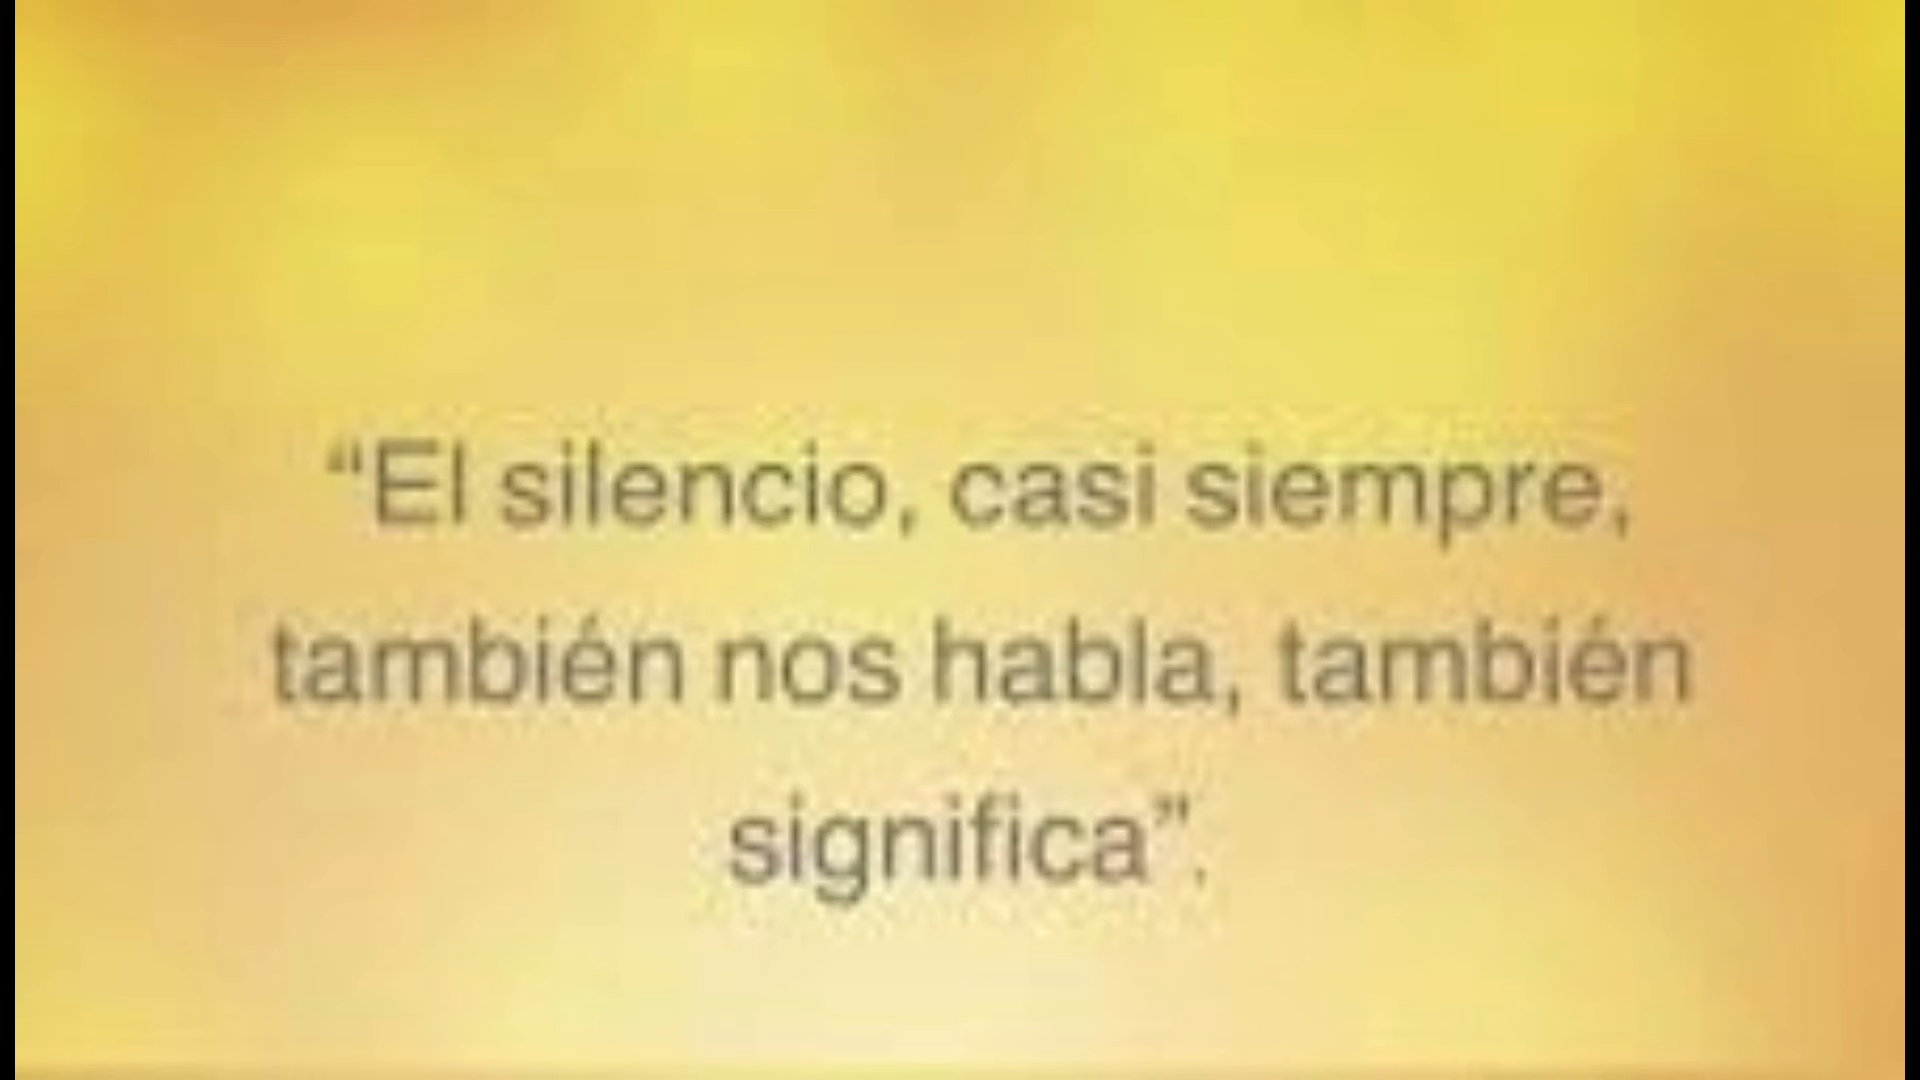 “El silencio, casi siempre,
también nos habla, también
significa”.